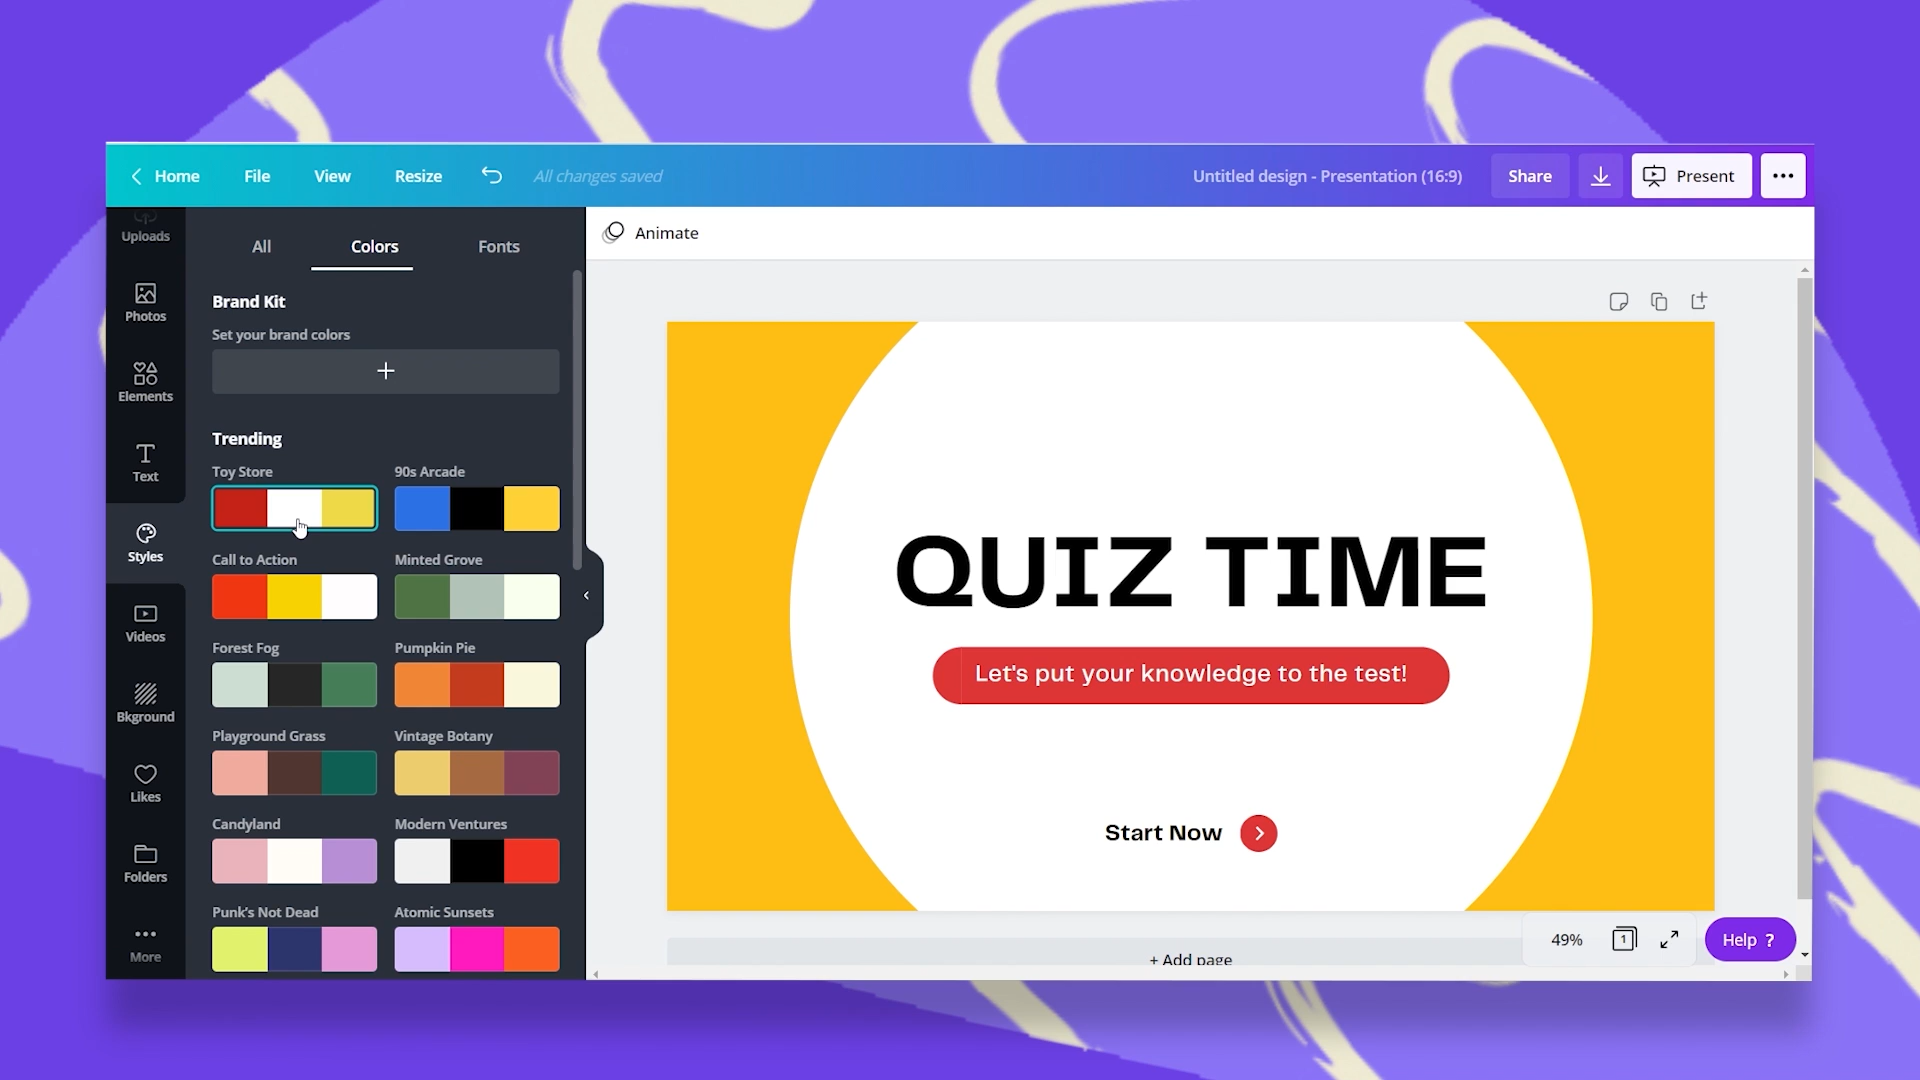 Home File View Resize All changes saved Untitled design - Presentation (16:9) Share Present
Uploads
Photos
Elements
Text
Styles
Videos
Bkground
Likes
Folders
More
All Colors Fonts
Brand Kit
Set your brand colors
+
Trending
Toy Store 90s Arcade
Call to Action Minted Grove
Forest Fog Pumpkin Pie
Playground Grass Vintage Botany
Candyland Modern Ventures
Punk's Not Dead Atomic Sunsets
Animate
QUIZ TIME
Let's put your knowledge to the test!
Start Now
+ Add page
49% 1 Help ?